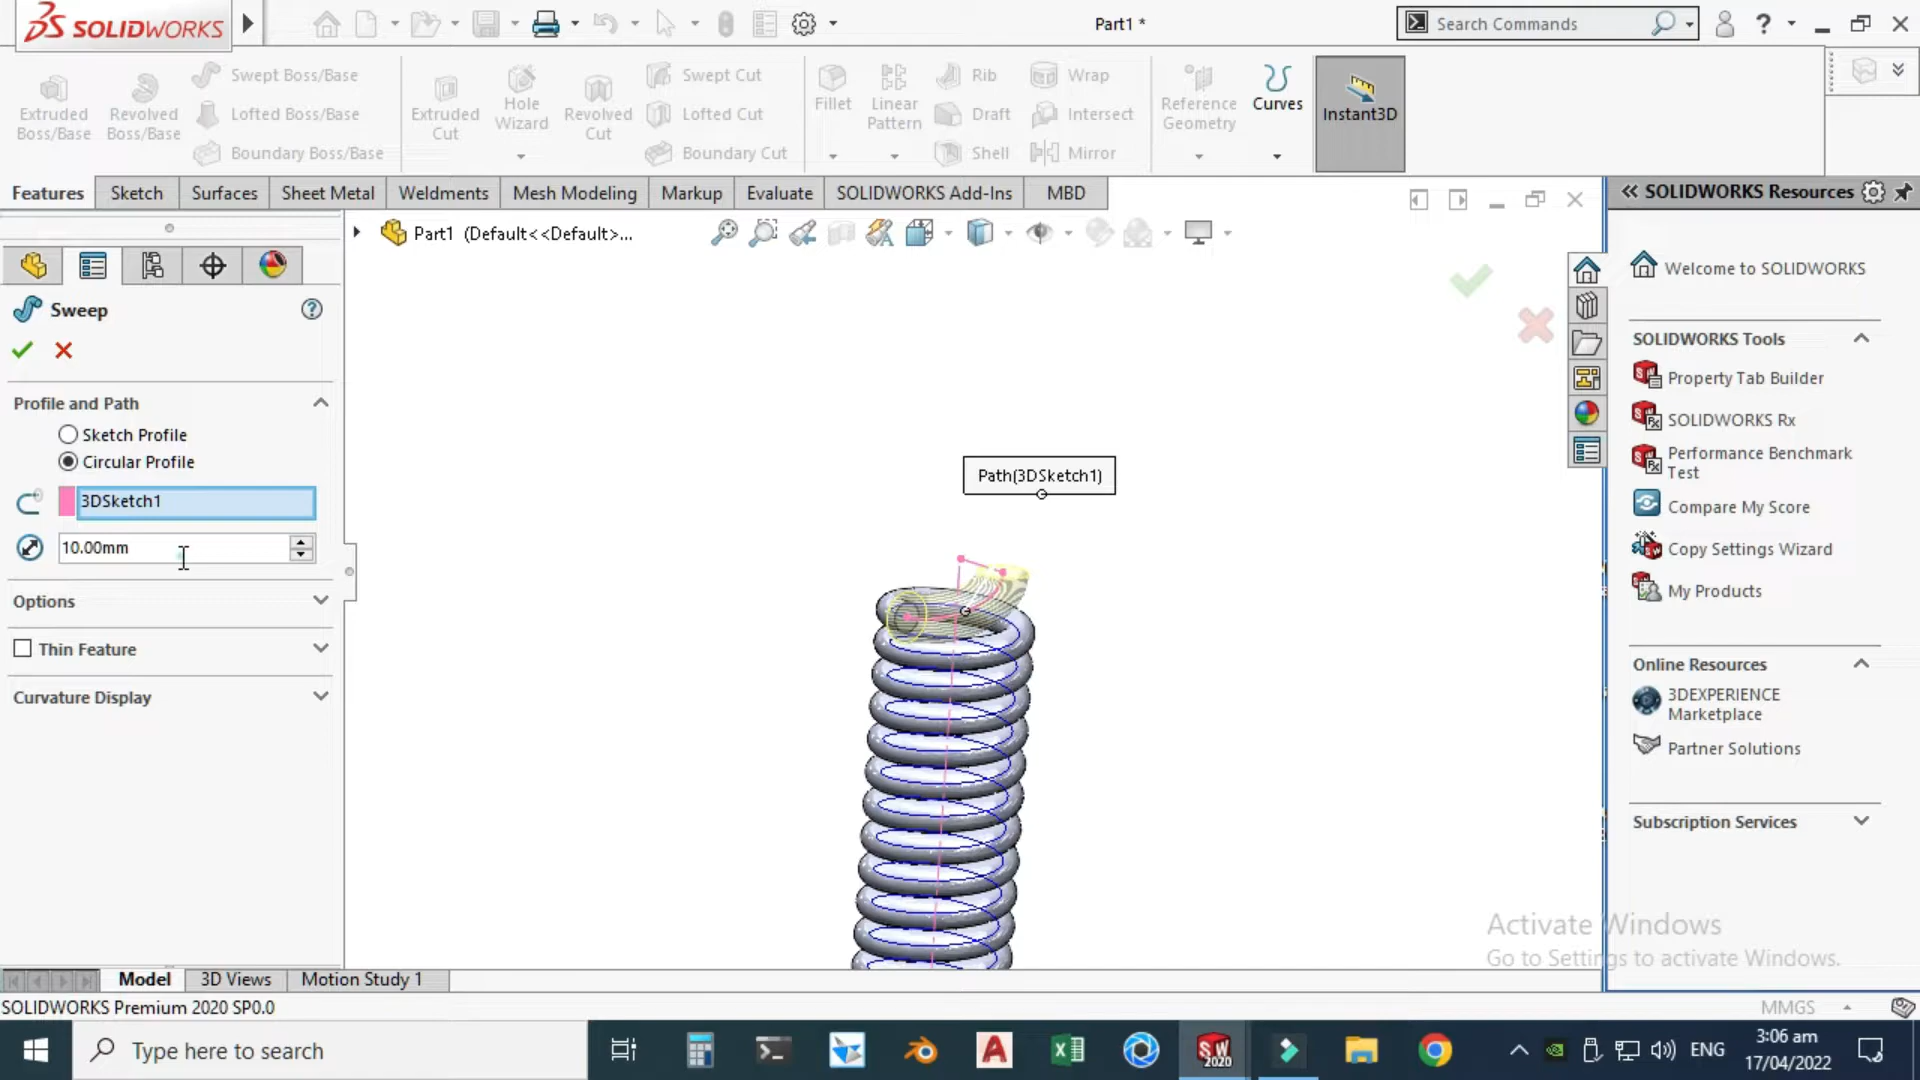 SOLIDWORKS
Part1 *
Search Commands
Extruded Boss/Base
Revolved Boss/Base
Swept Boss/Base
Lofted Boss/Base
Boundary Boss/Base
Extruded Cut
Hole Wizard
Revolved Cut
Swept Cut
Lofted Cut
Boundary Cut
Fillet
Linear Pattern
Rib
Draft
Shell
Wrap
Intersect
Mirror
Reference Geometry
Curves
Instant3D
Features
Sketch
Surfaces
Sheet Metal
Weldments
Mesh Modeling
Markup
Evaluate
SOLIDWORKS Add-Ins
MBD
SOLIDWORKS Resources
Part1 (Default<<Default>...
Sweep
Profile and Path
Sketch Profile
Circular Profile
3DSketch1
10.00mm
Options
Thin Feature
Curvature Display
Path(3DSketch1)
Welcome to SOLIDWORKS
SOLIDWORKS Tools
Property Tab Builder
SOLIDWORKS Rx
Performance Benchmark
Test
Compare My Score
Copy Settings Wizard
My Products
Online Resources
3DEXPERIENCE
Marketplace
Partner Solutions
Subscription Services
Activate Windows
Go to Settings to activate Windows.
Model
3D Views
Motion Study 1
SOLIDWORKS Premium 2020 SP0.0
MMGS
Type here to search
SW
2020
ENG
3:06 am
17/04/2022